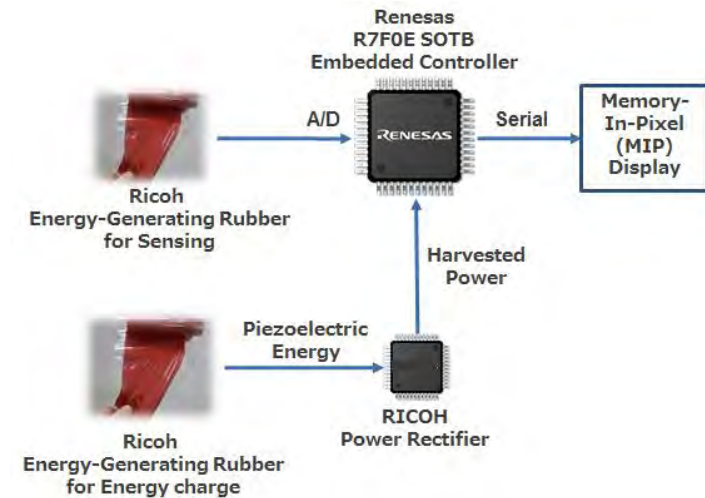 Renesas
R7F0E SOTB
Embedded Controller
A/D
RENESAS
Serial
Memory-
In-Pixel
(MIP)
Display
Ricoh
Energy-Generating Rubber
for Sensing
Harvested
Power
Piezoelectric
Energy
RICOH
Power Rectifier
Ricoh
Energy-Generating Rubber
for Energy charge